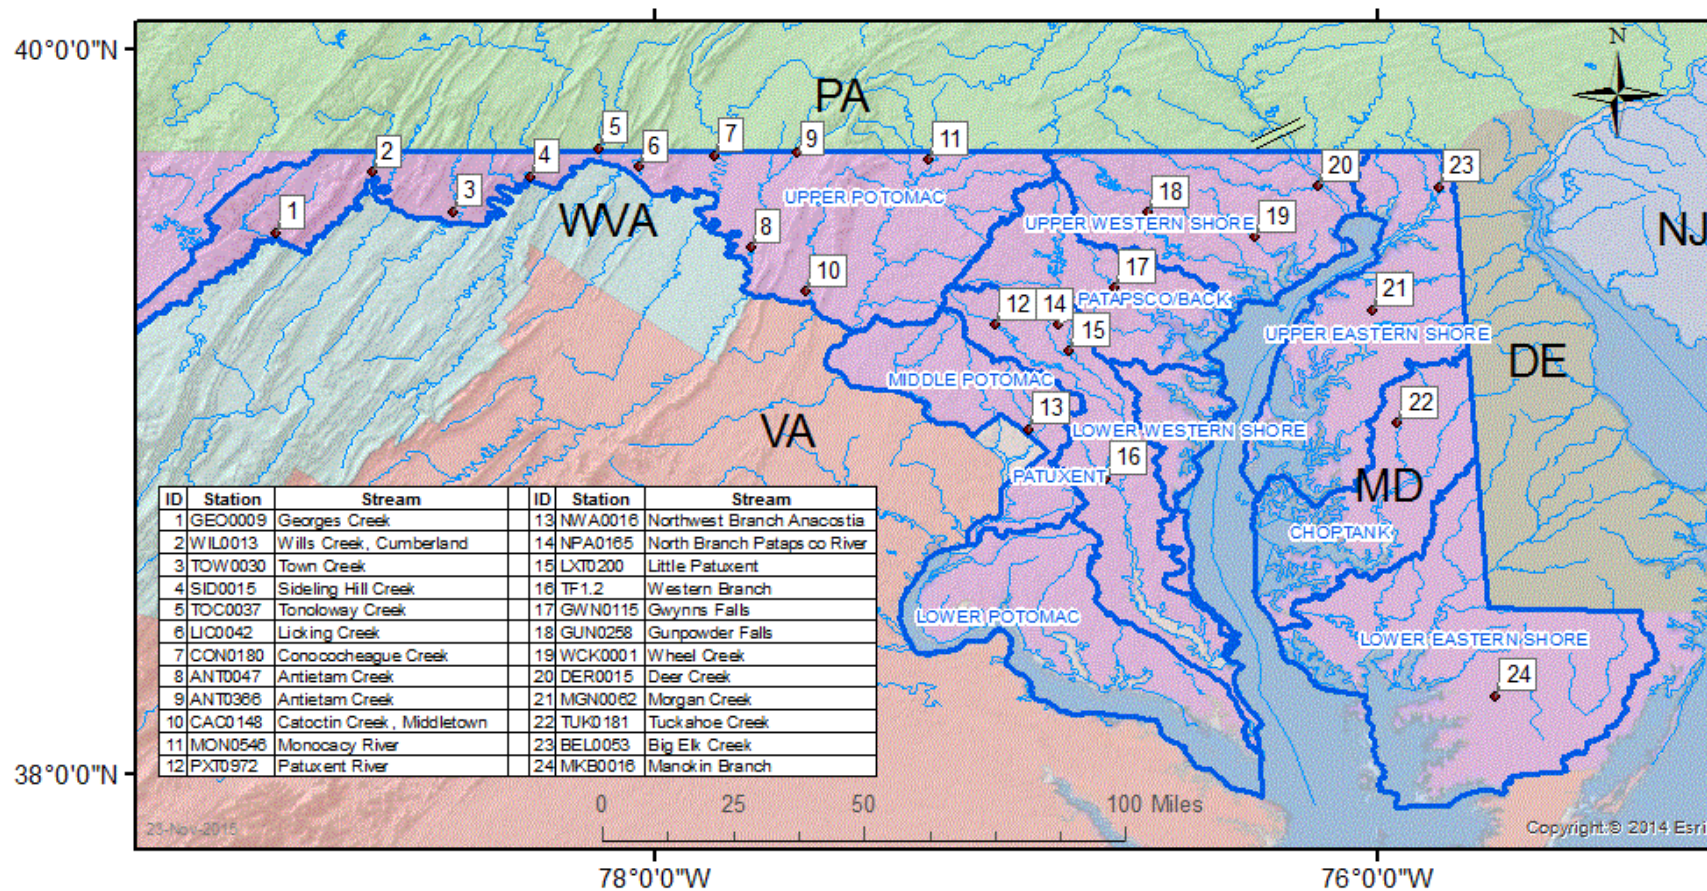 40°0'0"N
N
PA
5
7
9
11
2
4
6
20
23
3
18
UPPER POTOMAC
1
WVA
8
UPPER WESTERN SHORE
19
NJ
10
17
21
12
14
PATAPSCO/BACK
15
UPPER EASTERN SHORE
DE
MIDDLE POTOMAC
13
22
VA
LOWER WESTERN SHORE
16
PATUXENT
MD
CHOPTANK
LOWER POTOMAC
LOWER EASTERN SHORE
24
ID Station Stream ID Station Stream
1 GEO0009 Georges Creek 13 NWA0016 Northwest Branch Anacostia
2 WIL0013 Wills Creek, Cumberland 14 NPA0165 North Branch Patapsco River
3 TOW0030 Town Creek 15 LXT0200 Little Patuxent
4 SID0015 Sideling Hill Creek 16 TF1.2 Western Branch
5 TOC0037 Tonoloway Creek 17 GWN0115 Gwynns Falls
6 LIC0042 Licking Creek 18 GUN0258 Gunpowder Falls
7 CON0180 Conococheague Creek 19 WCK0001 Wheel Creek
8 ANT0047 Antietam Creek 20 DER0015 Deer Creek
9 ANT0366 Antietam Creek 21 MGN0062 Morgan Creek
10 CAC0148 Catoctin Creek, Middletown 22 TUK0181 Tuckahoe Creek
11 MON0546 Monocacy River 23 BEL0053 Big Elk Creek
12 PXT0972 Patuxent River 24 MKB0016 Manokin Branch
38°0'0"N
0 25 50 100 Miles
23-Nov-2015
Copyright:© 2014 Esri
78°0'0"W
76°0'0"W